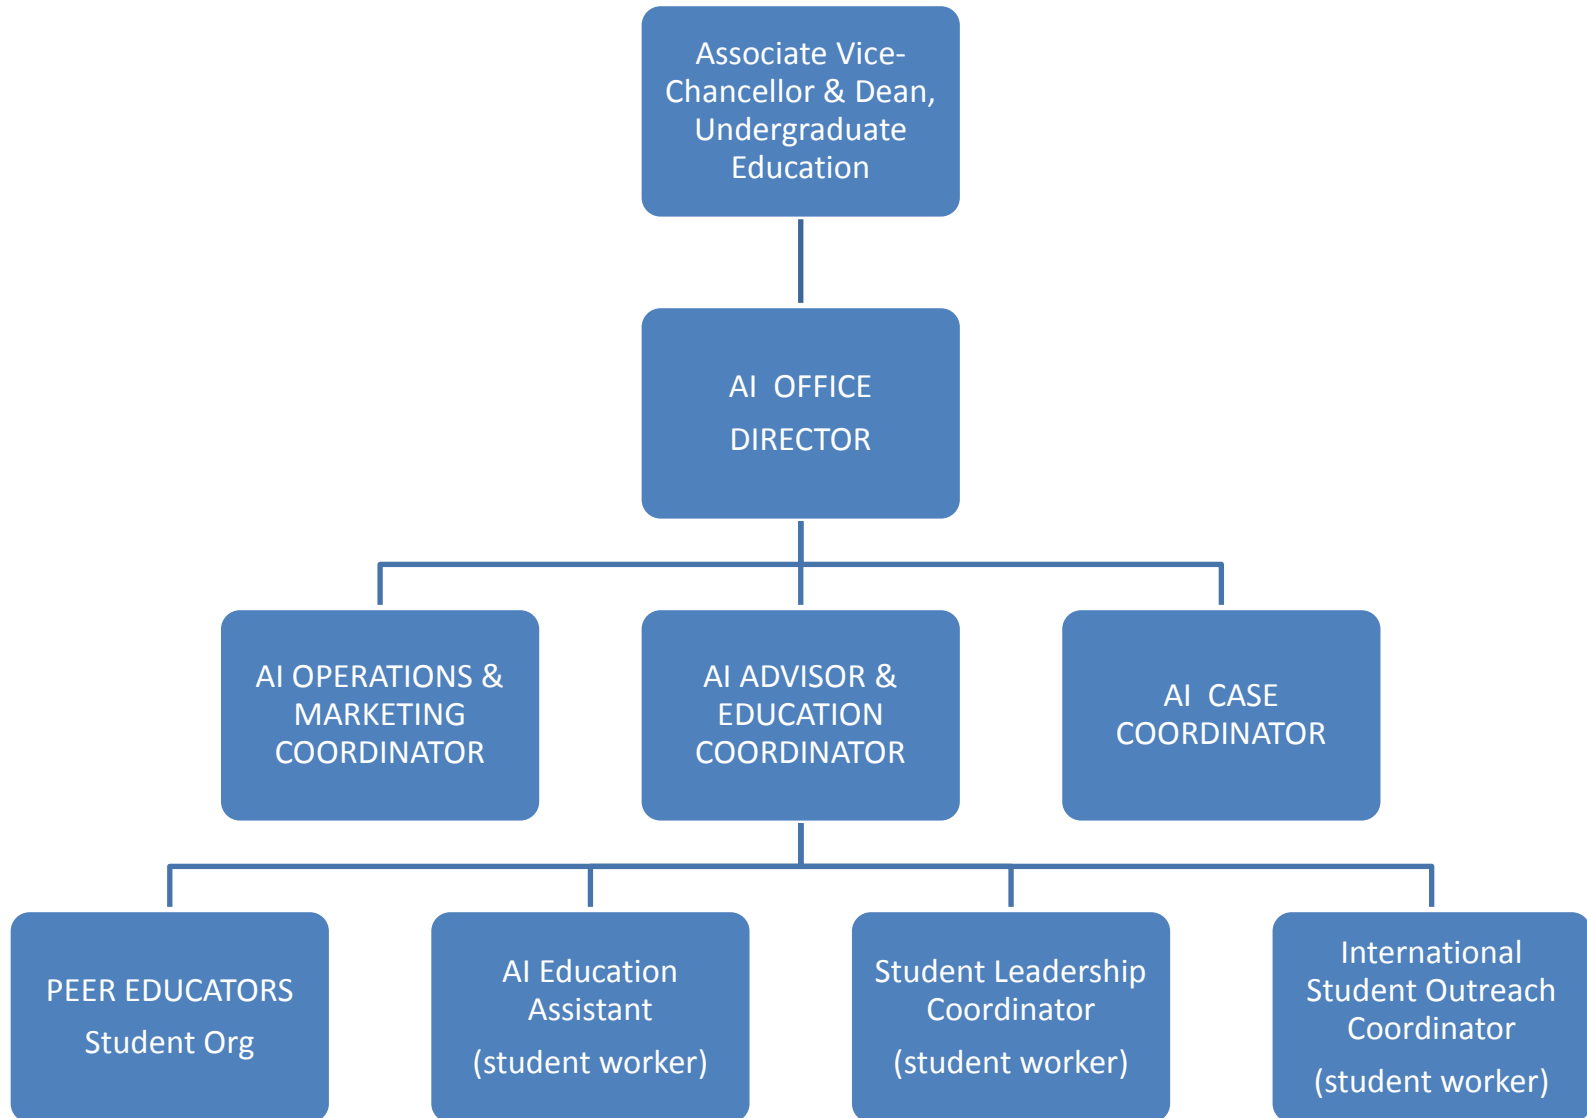 Associate Vice-
Chancellor & Dean,
Undergraduate
Education
AI  OFFICE
DIRECTOR
AI OPERATIONS &
MARKETING
COORDINATOR
AI ADVISOR &
EDUCATION
COORDINATOR
AI  CASE
COORDINATOR
PEER EDUCATORS
Student Org
AI Education
Assistant
(student worker)
Student Leadership
Coordinator
(student worker)
International
Student Outreach
Coordinator
(student worker)